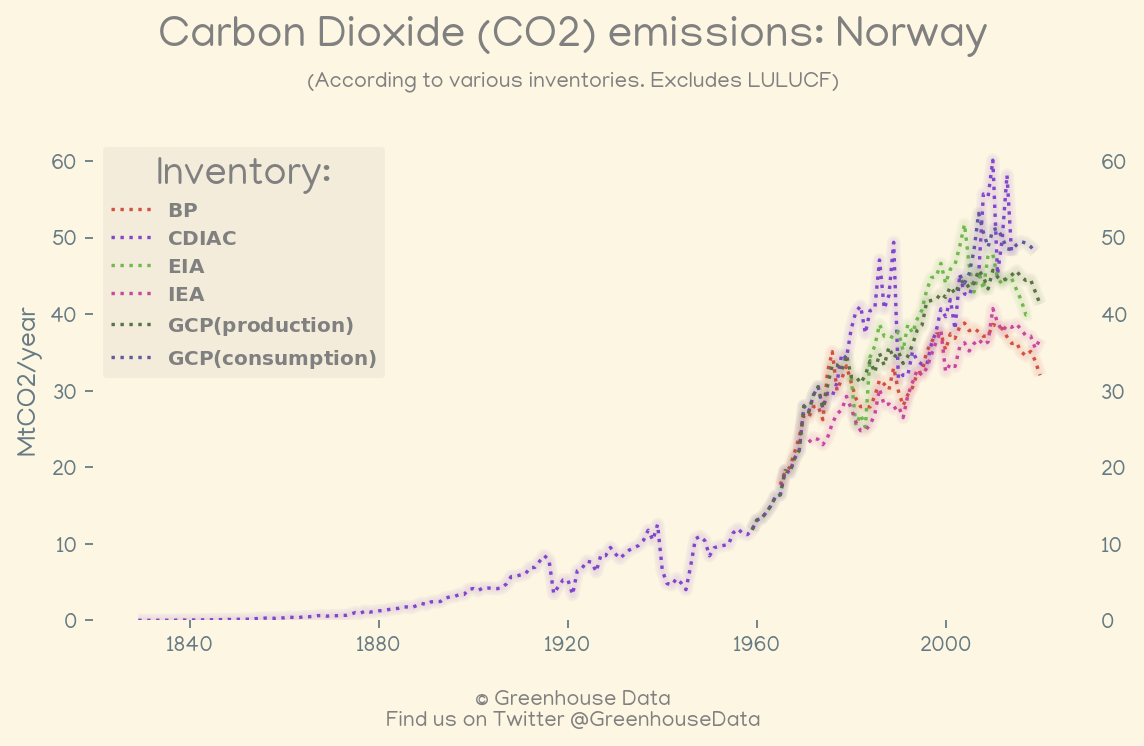 Carbon Dioxide (CO2) emissions: Norway
(According to various inventories. Excludes LULUCF)
Inventory:
BP
CDIAC
EIA
IEA
GCP(production)
GCP(consumption)
MtCO2/year
60
50
40
30
20
10
0
60
50
40
30
20
10
0
1840 1880 1920 1960 2000
© Greenhouse Data
Find us on Twitter @GreenhouseData